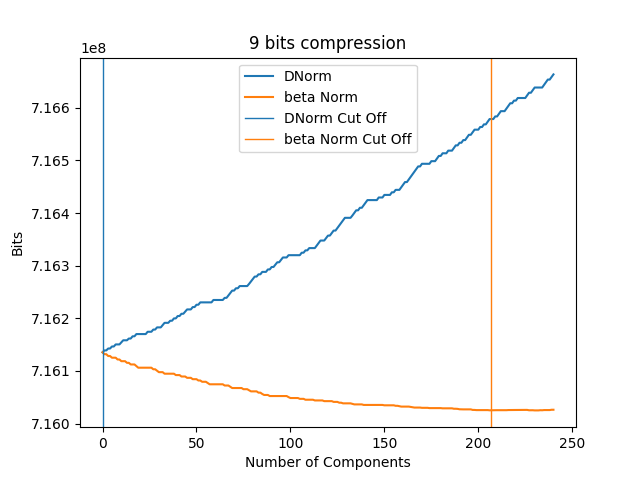 9 bits compression
1e8
DNorm
beta Norm
DNorm Cut Off
beta Norm Cut Off
7.166
7.165
7.164
7.163
7.162
7.161
7.160
Bits
0 50 100 150 200 250
Number of Components